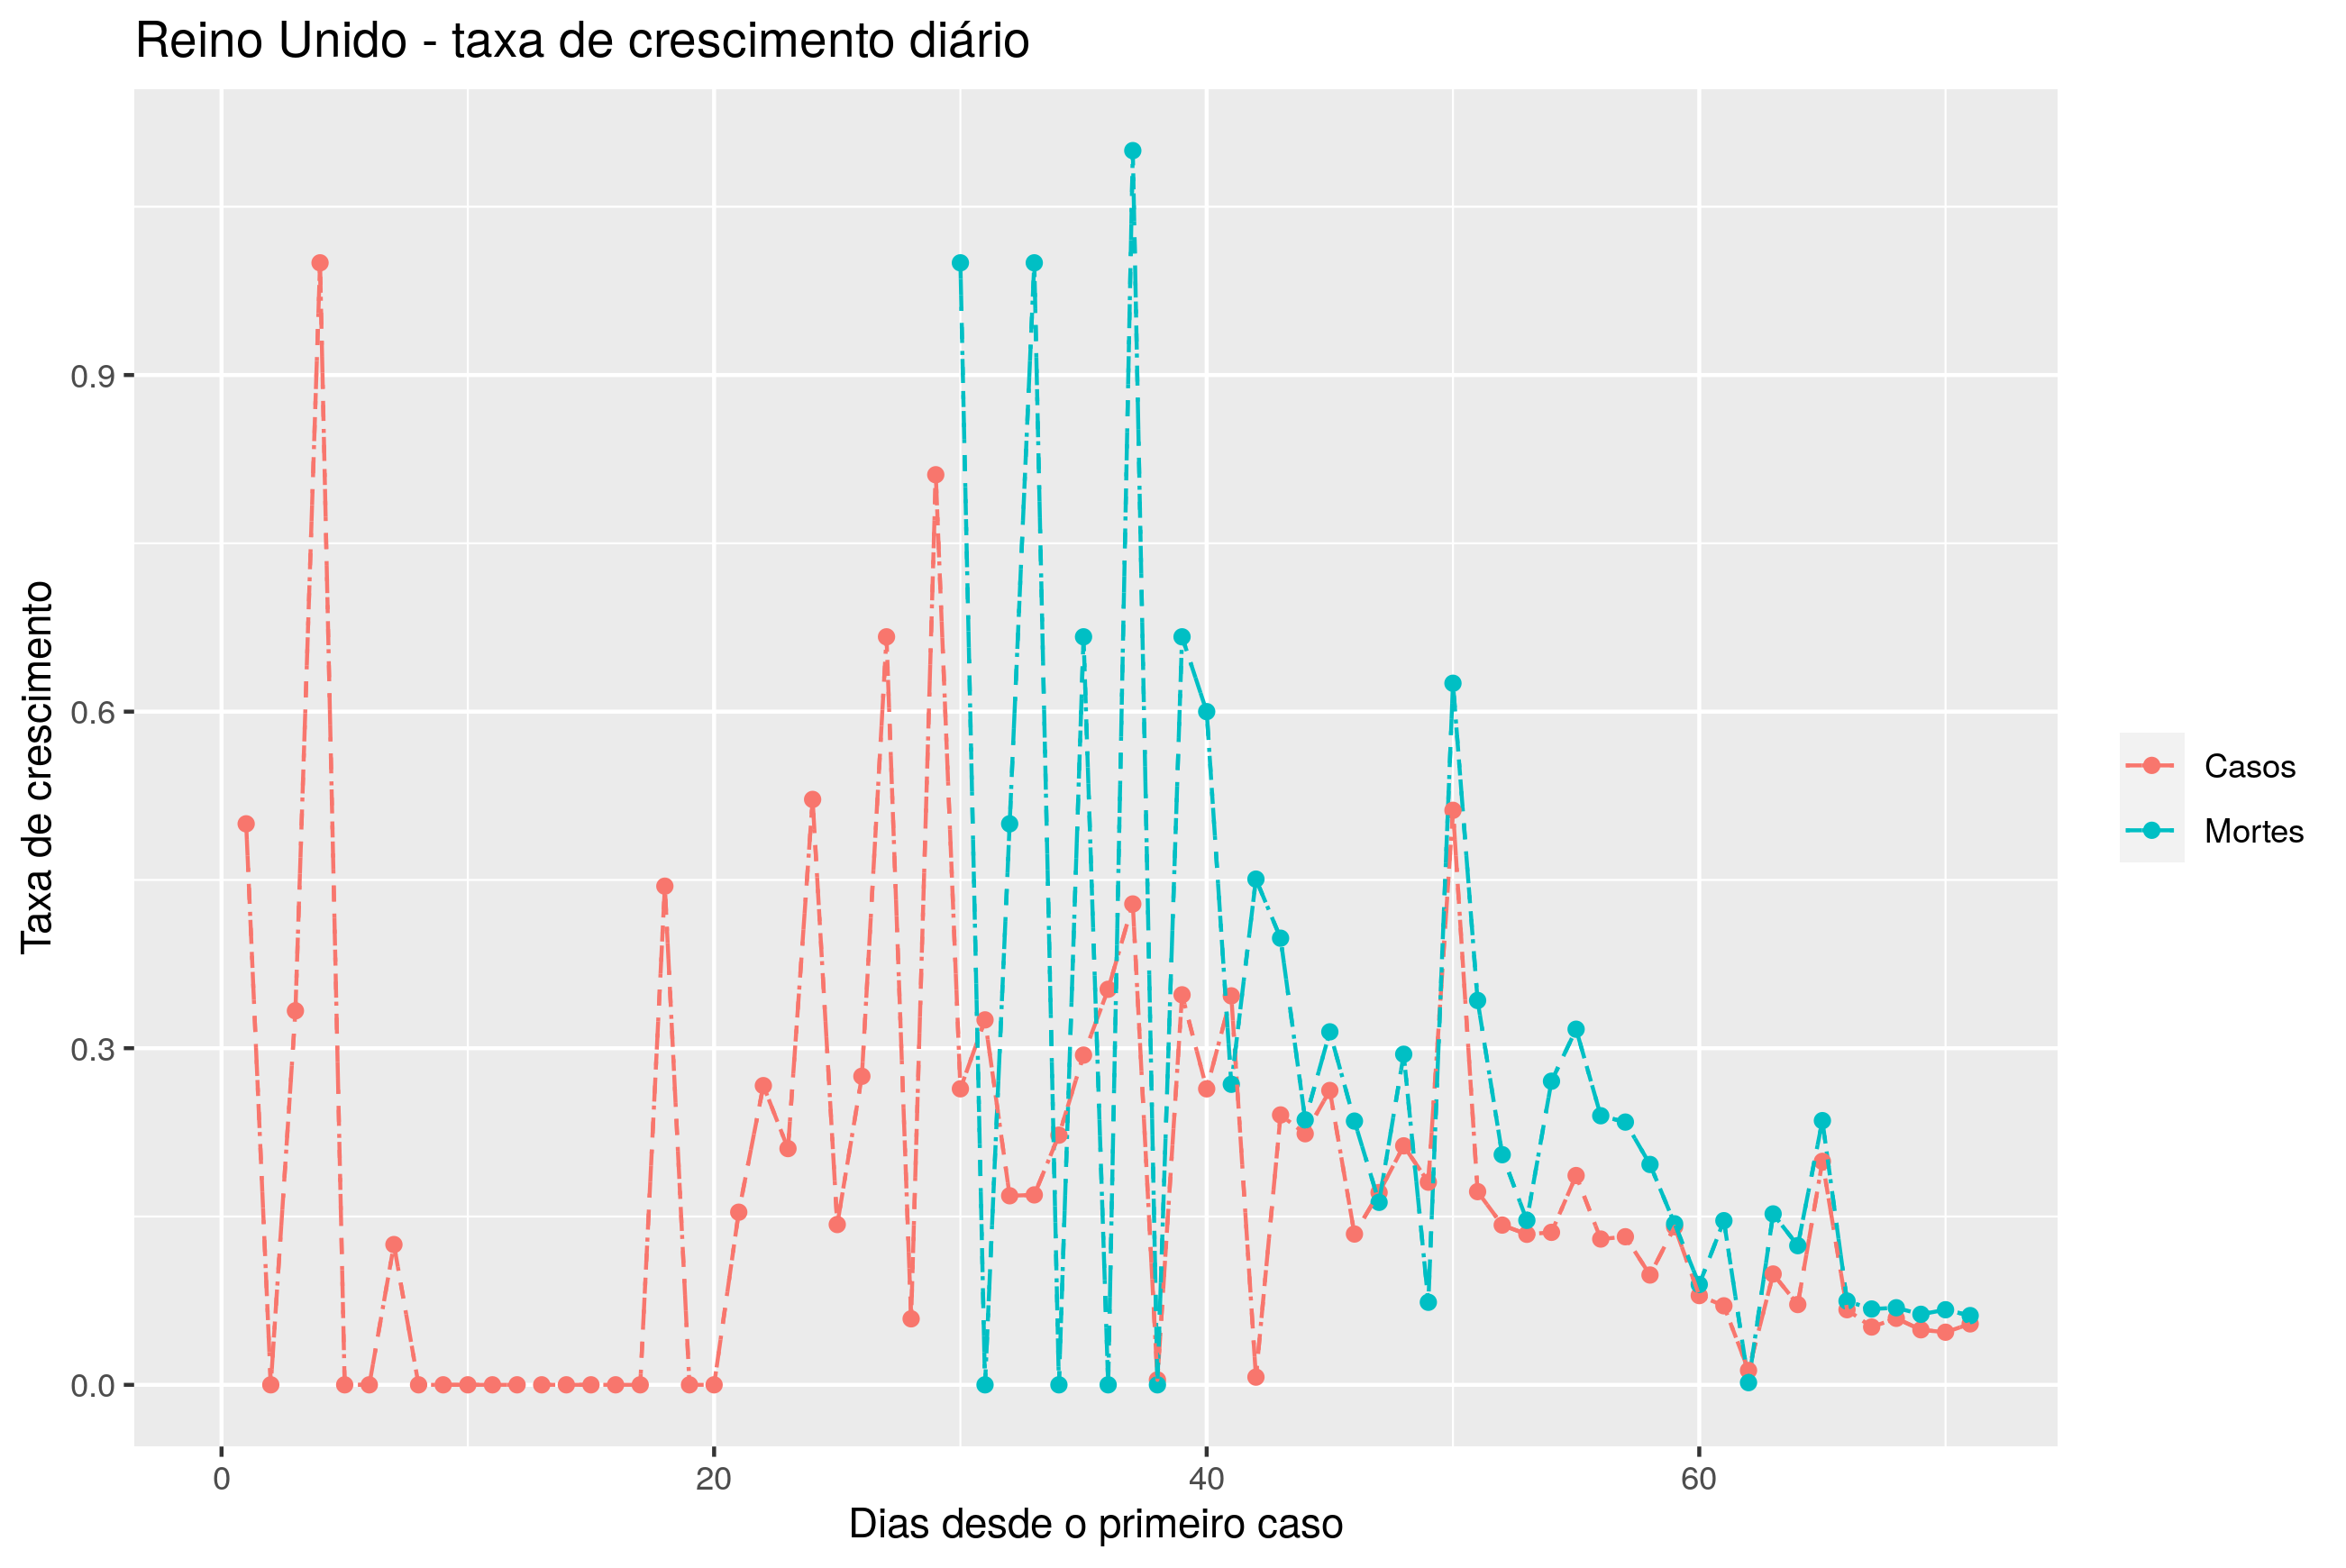 Reino Unido - taxa de crescimento diário
Taxa de crescimento
0.9
0.6
0.3
0.0
0
20
40
60
Dias desde o primeiro caso
Casos
Mortes